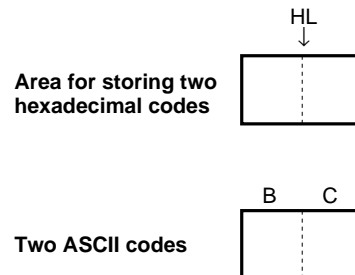 HL
Area for storing two
hexadecimal codes
B C
Two ASCII codes